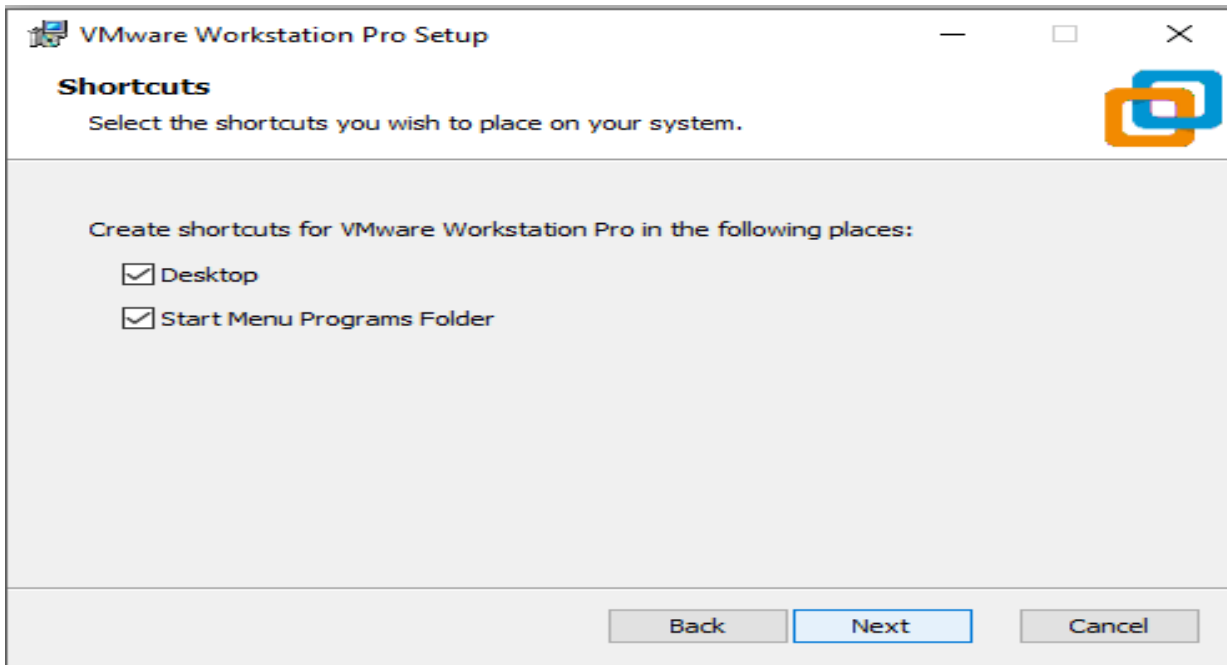 VMware Workstation Pro Setup
Shortcuts
Select the shortcuts you wish to place on your system.
Create shortcuts for VMware Workstation Pro in the following places:
Desktop
Start Menu Programs Folder
Back Next Cancel